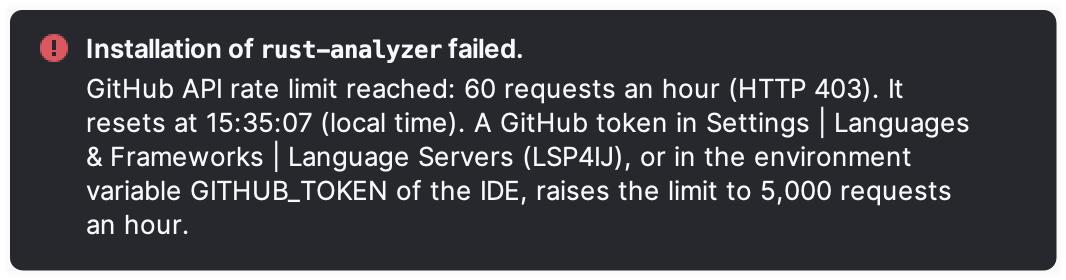 Installation of rust-analyzer failed.
GitHub API rate limit reached: 60 requests an hour (HTTP 403). It
resets at 15:35:07 (local time). A GitHub token in Settings | Languages
& Frameworks | Language Servers (LSP4IJ), or in the environment
variable GITHUB_TOKEN of the IDE, raises the limit to 5,000 requests
an hour.